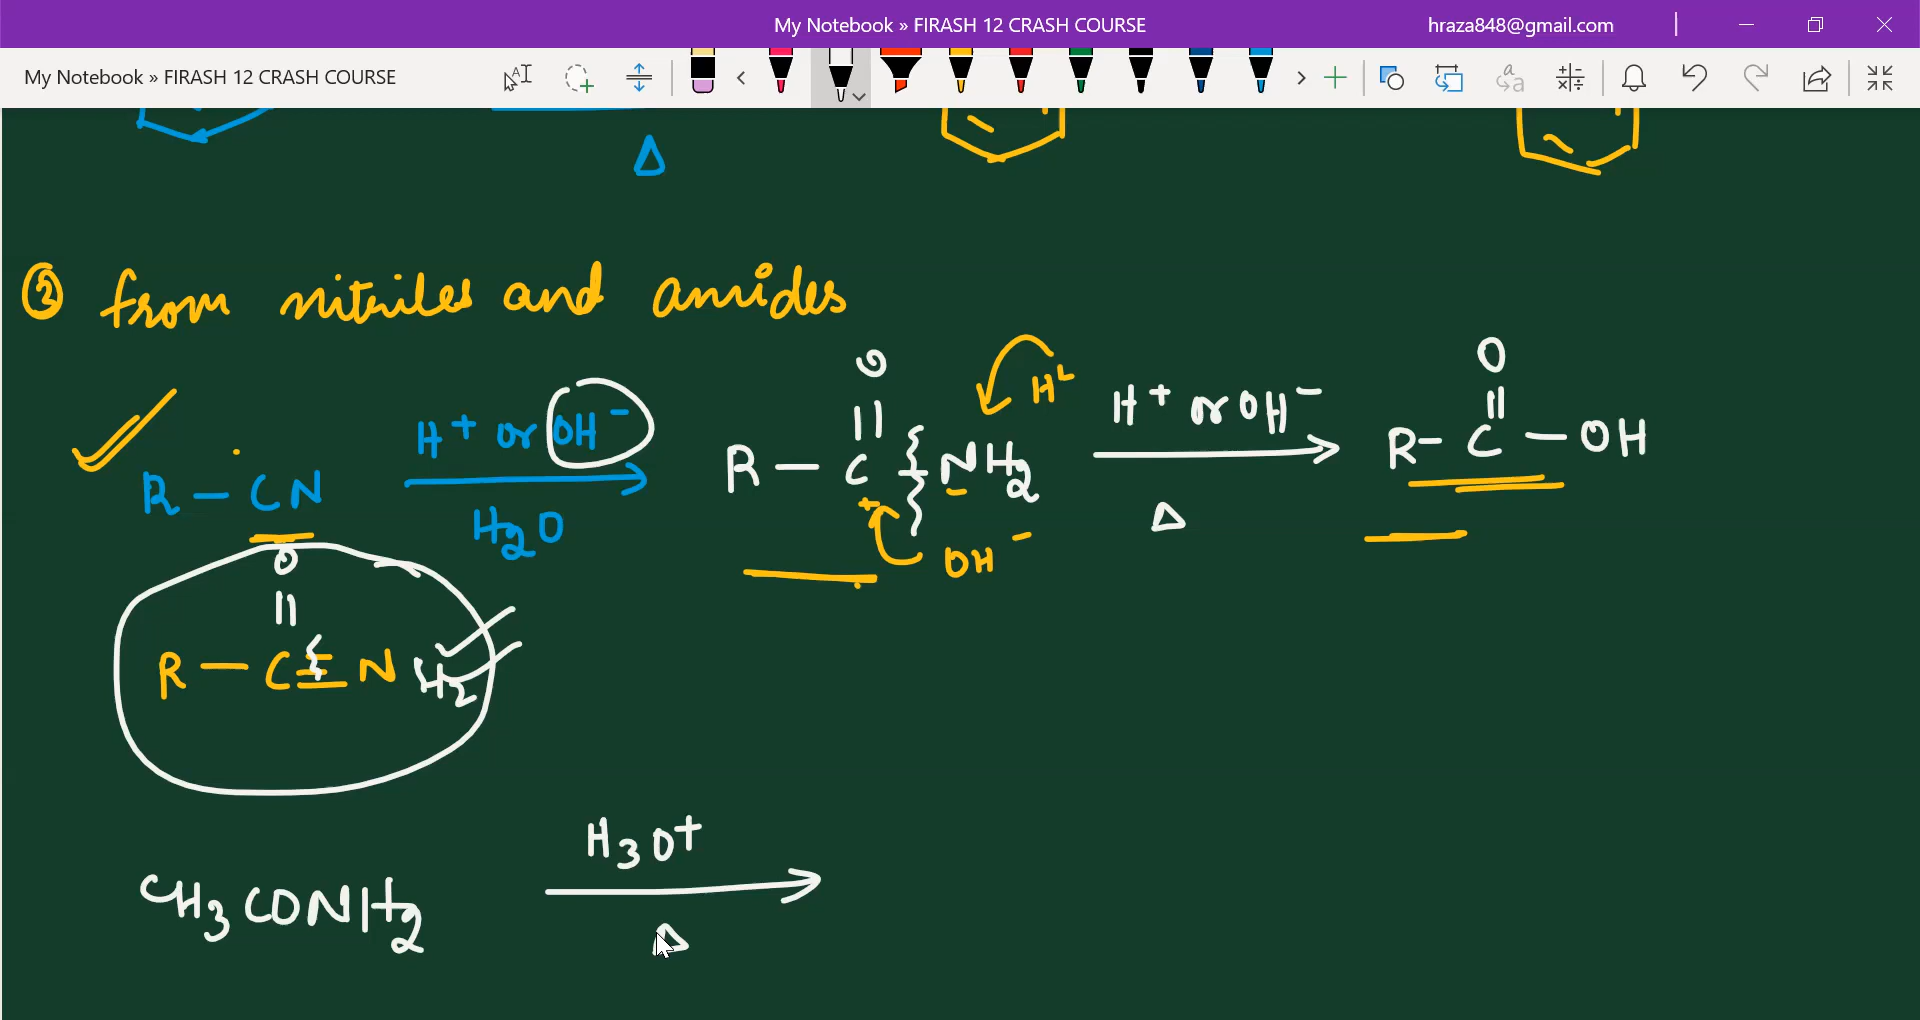 My Notebook » FIRASH 12 CRASH COURSE
hraza848@gmail.com
My Notebook » FIRASH 12 CRASH COURSE
Δ
② from nitriles and amides
R — CN
H+ or OH−
H2O
O
||
R — C — NH2
+
−
H+
OH −
H+ or OH−
Δ
O
||
R — C — OH
O
||
R — C ≡ N H2
CH3CONH2
H3O+
Δ